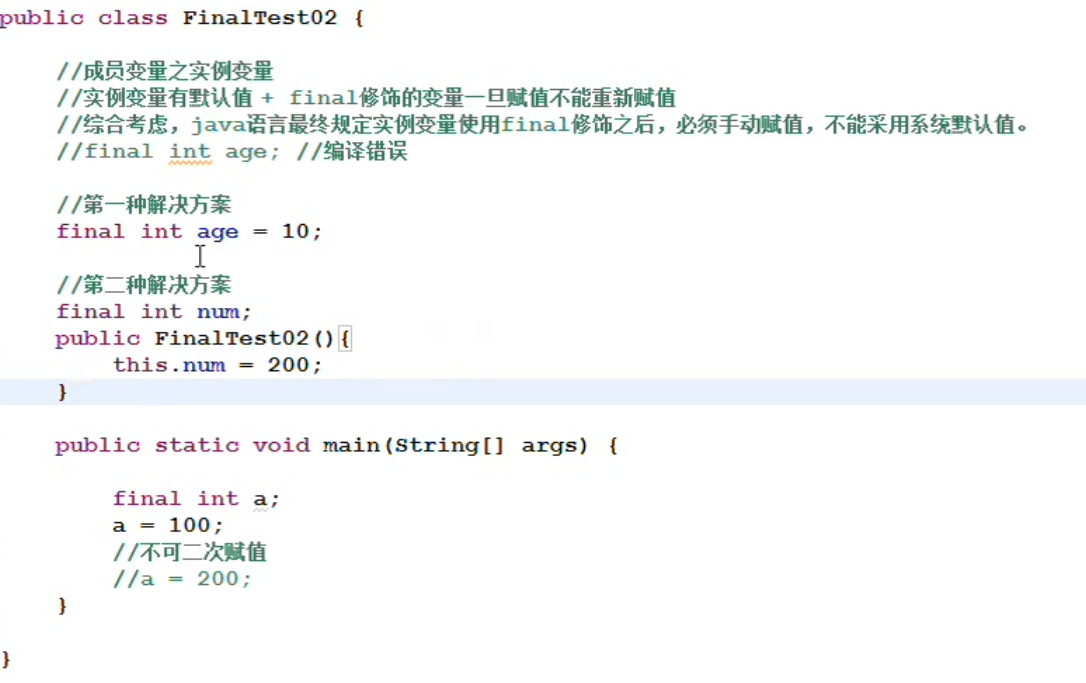 public class FinalTest02 {
//成员变量之实例变量
//实例变量有默认值 + final修饰的变量一旦赋值不能重新赋值
//综合考虑，java语言最终规定实例变量使用final修饰之后，必须手动赋值，不能采用系统默认值。
//final int age; //编译错误
//第一种解决方案
final int age = 10;
//第二种解决方案
final int num;
public FinalTest02(){
this.num = 200;
}
public static void main(String[] args) {
final int a;
a = 100;
//不可二次赋值
//a = 200;
}
}